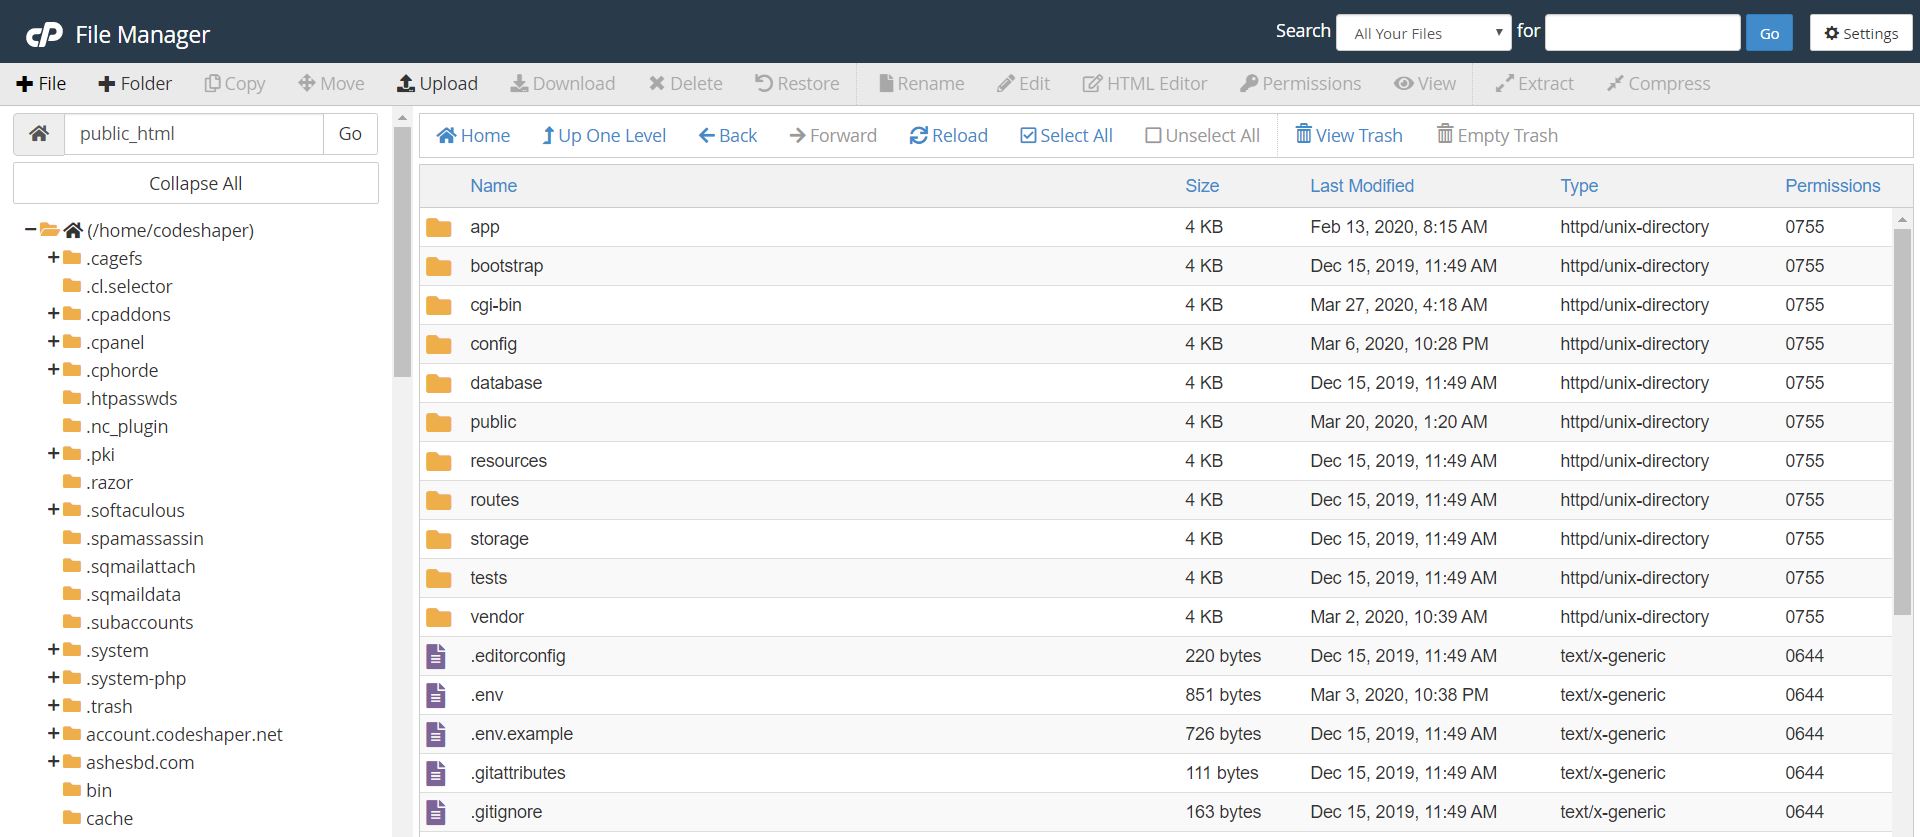 cP File Manager Search All Your Files for Go Settings
File Folder Copy Move Upload Download Delete Restore Rename Edit HTML Editor Permissions View Extract Compress
public_html Go
Collapse All
(/home/codeshaper)
.cagefs
.cl.selector
.cpaddons
.cpanel
.cphorde
.htpasswds
.nc_plugin
.pki
.razor
.softaculous
.spamassassin
.sqmailattach
.sqmaildata
.subaccounts
.system
.system-php
.trash
account.codeshaper.net
ashesbd.com
bin
cache
Home Up One Level Back Forward Reload Select All Unselect All View Trash Empty Trash
Name Size Last Modified Type Permissions
app 4 KB Feb 13, 2020, 8:15 AM httpd/unix-directory 0755
bootstrap 4 KB Dec 15, 2019, 11:49 AM httpd/unix-directory 0755
cgi-bin 4 KB Mar 27, 2020, 4:18 AM httpd/unix-directory 0755
config 4 KB Mar 6, 2020, 10:28 PM httpd/unix-directory 0755
database 4 KB Dec 15, 2019, 11:49 AM httpd/unix-directory 0755
public 4 KB Mar 20, 2020, 1:20 AM httpd/unix-directory 0755
resources 4 KB Dec 15, 2019, 11:49 AM httpd/unix-directory 0755
routes 4 KB Dec 15, 2019, 11:49 AM httpd/unix-directory 0755
storage 4 KB Dec 15, 2019, 11:49 AM httpd/unix-directory 0755
tests 4 KB Dec 15, 2019, 11:49 AM httpd/unix-directory 0755
vendor 4 KB Mar 2, 2020, 10:39 AM httpd/unix-directory 0755
.editorconfig 220 bytes Dec 15, 2019, 11:49 AM text/x-generic 0644
.env 851 bytes Mar 3, 2020, 10:38 PM text/x-generic 0644
.env.example 726 bytes Dec 15, 2019, 11:49 AM text/x-generic 0644
.gitattributes 111 bytes Dec 15, 2019, 11:49 AM text/x-generic 0644
.gitignore 163 bytes Dec 15, 2019, 11:49 AM text/x-generic 0644